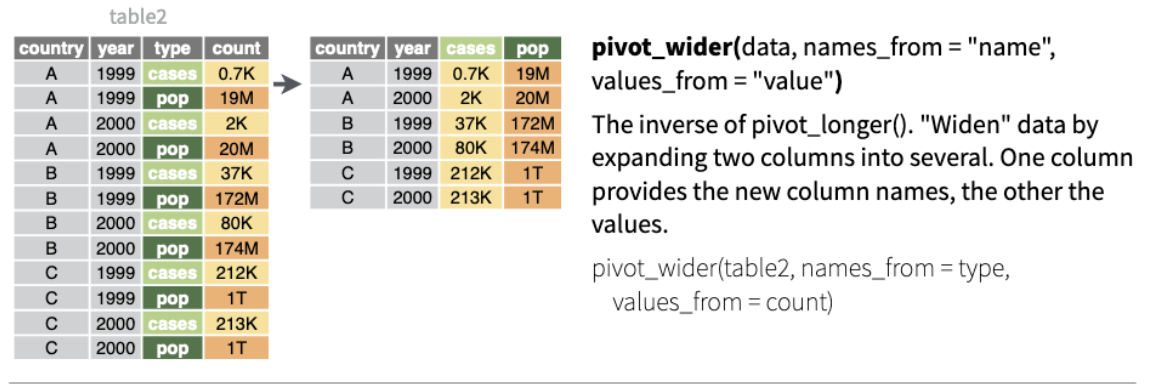 table2
country year type count
A 1999 cases 0.7K
A 1999 pop 19M
A 2000 cases 2K
A 2000 pop 20M
B 1999 cases 37K
B 1999 pop 172M
B 2000 cases 80K
B 2000 pop 174M
C 1999 cases 212K
C 1999 pop 1T
C 2000 cases 213K
C 2000 pop 1T
country year cases pop
A 1999 0.7K 19M
A 2000 2K 20M
B 1999 37K 172M
B 2000 80K 174M
C 1999 212K 1T
C 2000 213K 1T
pivot_wider(data, names_from = "name",
values_from = "value")
The inverse of pivot_longer(). "Widen" data by
expanding two columns into several. One column
provides the new column names, the other the
values.
pivot_wider(table2, names_from = type,
values_from = count)